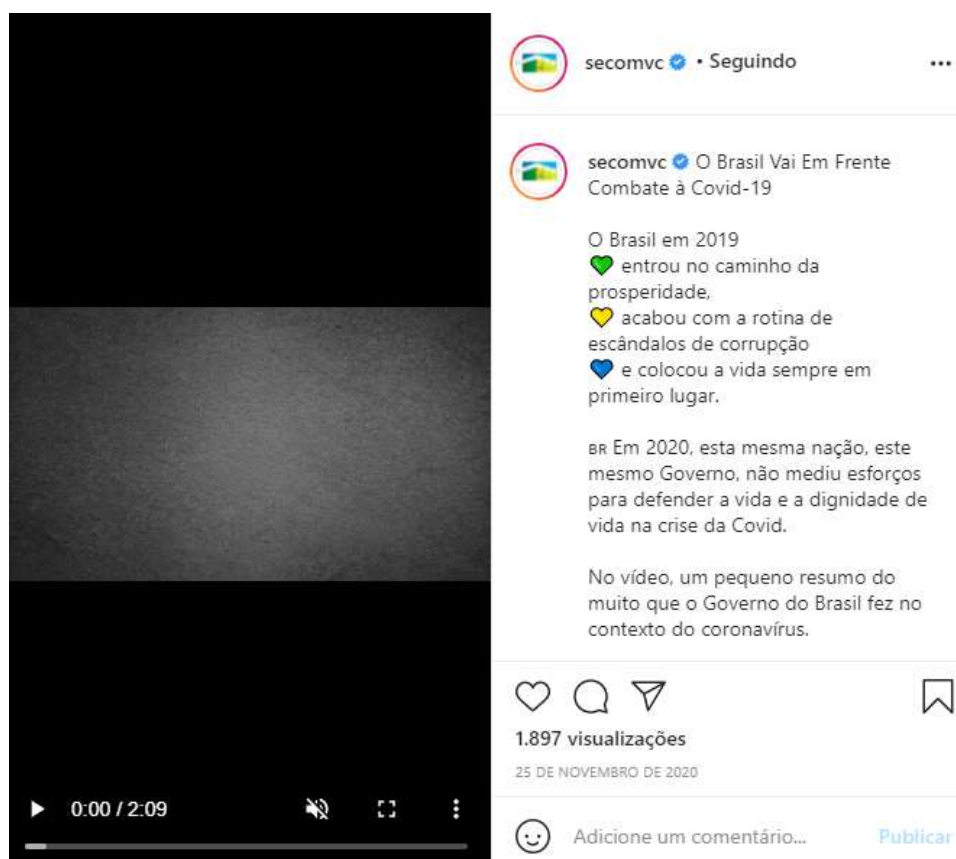 secomvc • Seguindo
secomvc O Brasil Vai Em Frente
Combate à Covid-19
O Brasil em 2019
💚 entrou no caminho da
prosperidade,
💛 acabou com a rotina de
escândalos de corrupção
💙 e colocou a vida sempre em
primeiro lugar.
BR Em 2020, esta mesma nação, este
mesmo Governo, não mediu esforços
para defender a vida e a dignidade de
vida na crise da Covid.
No vídeo, um pequeno resumo do
muito que o Governo do Brasil fez no
contexto do coronavírus.
1.897 visualizações
25 DE NOVEMBRO DE 2020
0:00 / 2:09
Adicione um comentário... Publicar